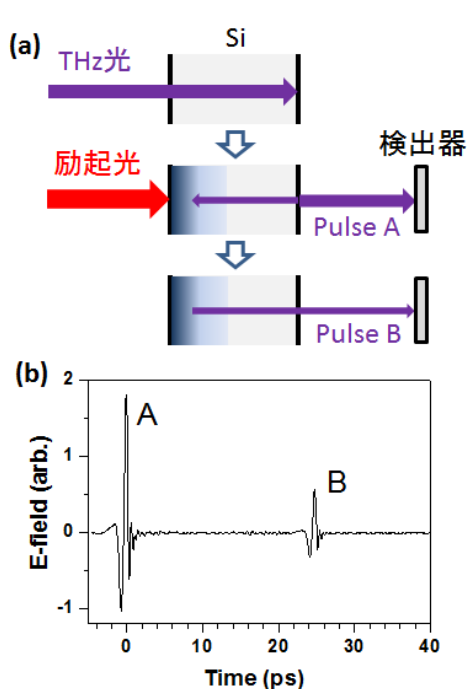 (a)
Si
THz光
励起光
検出器
Pulse A
Pulse B
(b)
2
1
0
-1
E-field (arb.)
A
B
0
10
20
30
40
Time (ps)